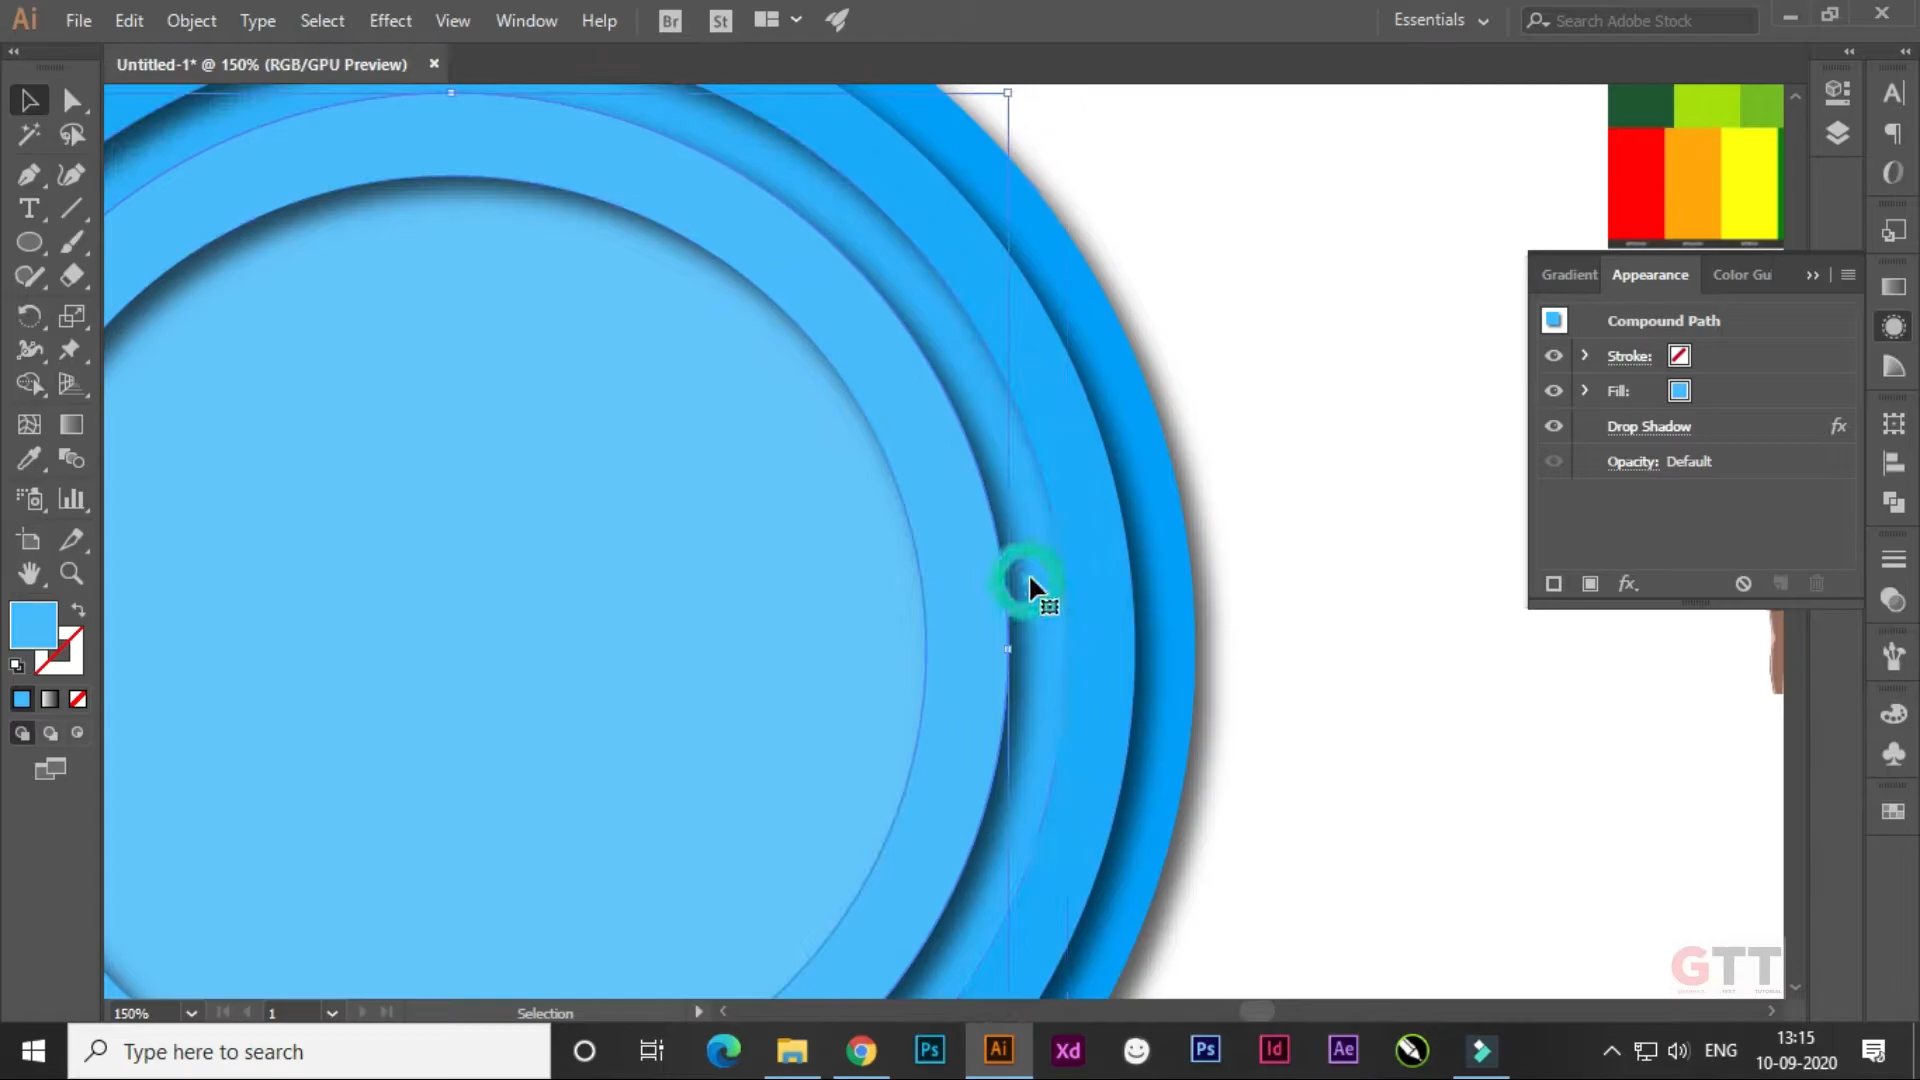 Ai File Edit Object Type Select Effect View Window Help Br St Essentials Search Adobe Stock
Untitled-1* @ 150% (RGB/GPU Preview)
Gradient Appearance Color Gu
Compound Path
Stroke:
Fill:
Drop Shadow fx
Opacity: Default
fx.
GTT
150% 1 Selection
Type here to search Ps Ai Xd Ps Id Ae ENG
13:15
10-09-2020